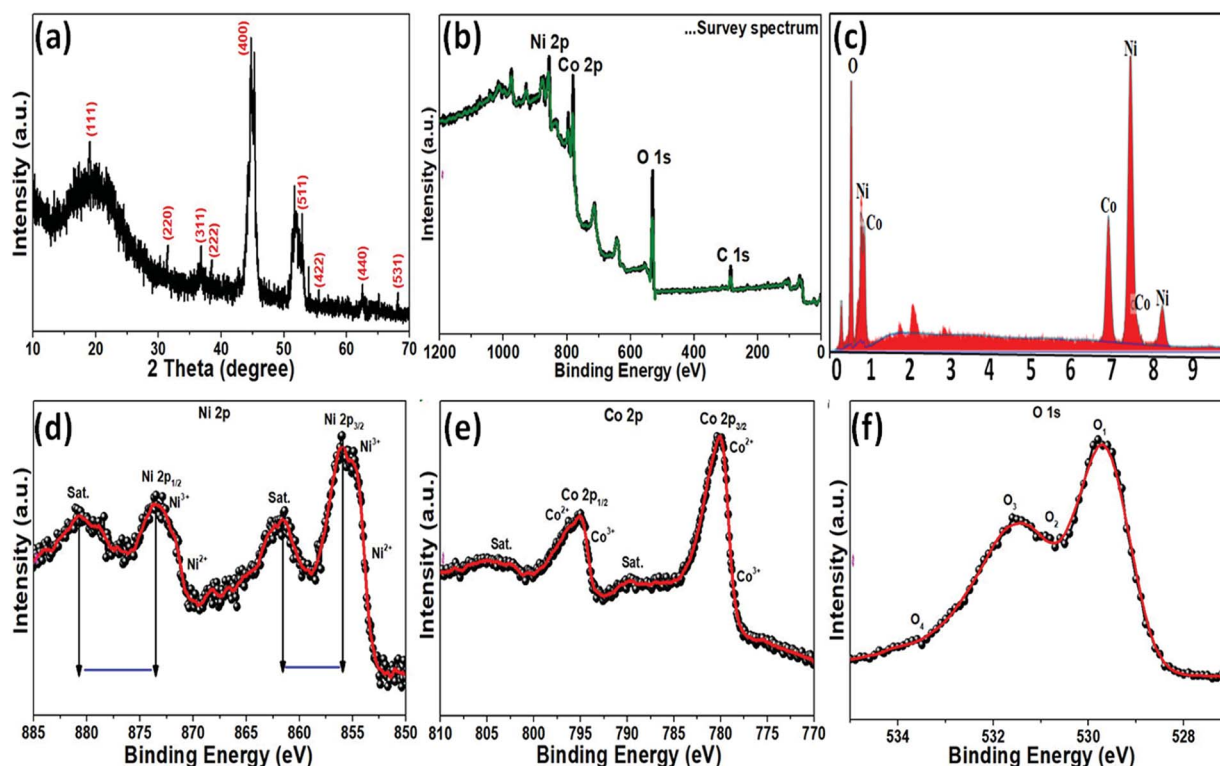 (a)
(111)
(220)
(311)
(222)
(400)
(511)
(422)
(440)
(531)
Intensity (a.u.)
10 20 30 40 50 60 70
2 Theta (degree)
(b)
...Survey spectrum
Ni 2p
Co 2p
O 1s
C 1s
Intensity (a.u.)
1200 1000 800 600 400 200 0
Binding Energy (eV)
(c)
O
Ni
Co
Co
Ni
Co
Ni
0 1 2 3 4 5 6 7 8 9
(d)
Ni 2p
Sat.
Ni 2p1/2
Ni3+
Ni2+
Sat.
Ni 2p3/2
Ni3+
Ni2+
Intensity (a.u.)
885 880 875 870 865 860 855 850
Binding Energy (eV)
(e)
Co 2p
Sat.
Co 2p1/2
Co2+
Co3+
Sat.
Co 2p3/2
Co2+
Co3+
Intensity (a.u.)
810 805 800 795 790 785 780 775 770
Binding Energy (eV)
(f)
O 1s
O4
O3
O2
O1
Intensity (a.u.)
534 532 530 528
Binding Energy (eV)